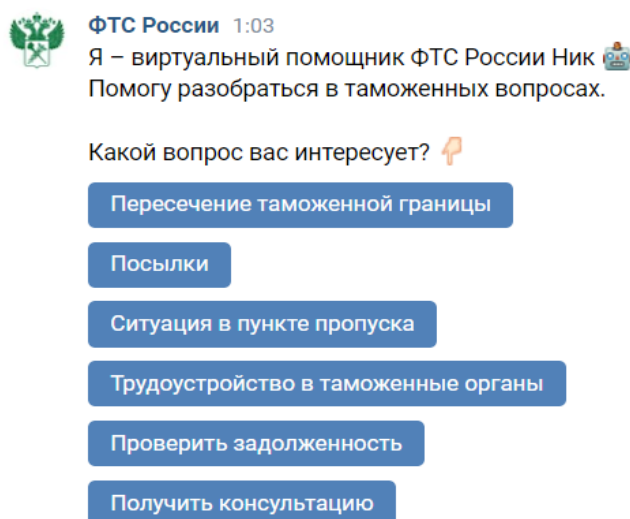 ФТС России 1:03
Я – виртуальный помощник ФТС России Ник 🤖
Помогу разобраться в таможенных вопросах.
Какой вопрос вас интересует? 👇🏻
Пересечение таможенной границы
Посылки
Ситуация в пункте пропуска
Трудоустройство в таможенные органы
Проверить задолженность
Получить консультацию